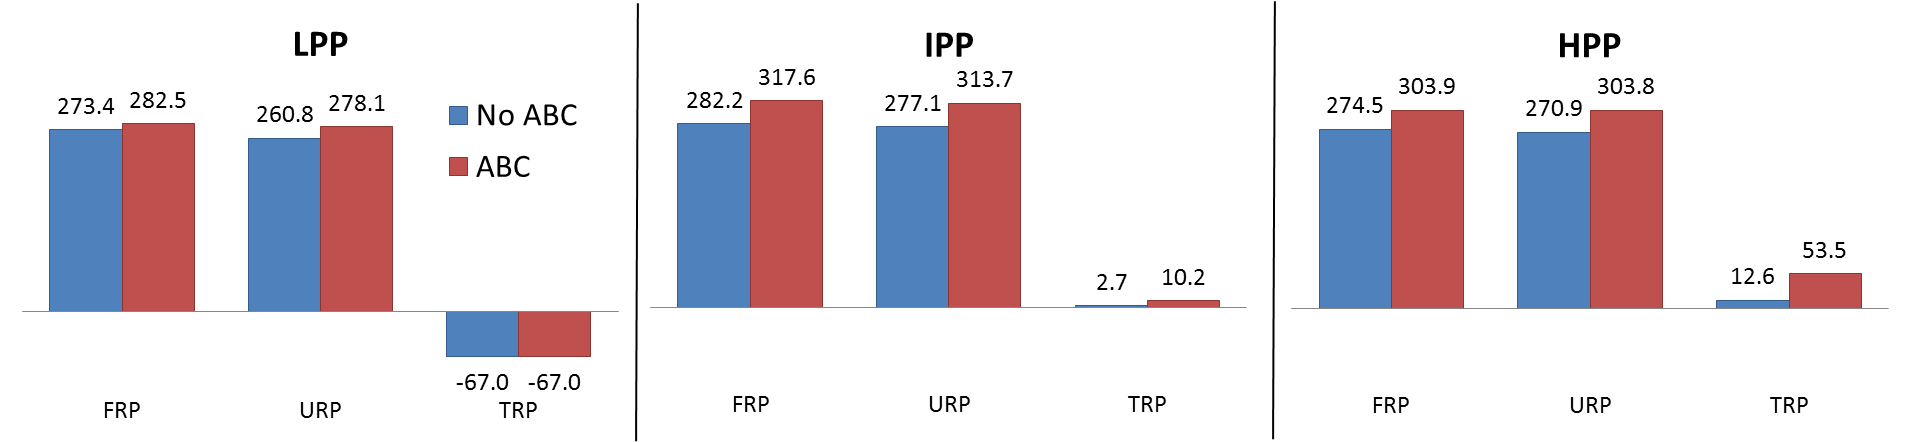 LPP
273.4 282.5
260.8 278.1
-67.0 -67.0
No ABC
ABC
FRP URP TRP
IPP
282.2 317.6
277.1 313.7
2.7 10.2
FRP URP TRP
HPP
274.5 303.9
270.9 303.8
12.6 53.5
FRP URP TRP